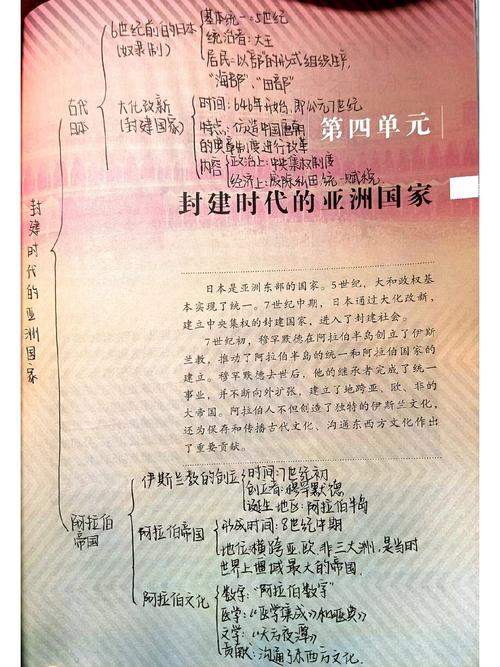 6世纪前的日本
(奴隶制)
基本统一:5世纪
统治者:大王
居民:以部的形式组织生产,
"海部"、"田部"
古代
日本
大化改新
(封建国家)
时间:646年开始,即公元7世纪
特点:仿造中国唐朝
的典章制度进行改革
内容
政治上:中央集权制度
经济上:废除私田 统一赋税.
第四单元
封建时代的亚洲国家
封建时代的亚洲国家
日本是亚洲东部的国家。5世纪,大和政权基
本实现了统一。7世纪中期,日本通过大化改新,
建立中央集权的封建国家,进入了封建社会。
7世纪初,穆罕默德在阿拉伯半岛创立了伊斯
兰教,推动了阿拉伯半岛的统一和阿拉伯国家的
建立。穆罕默德去世后,他的继承者完成了统一
事业,并不断向外扩张,建立了地跨亚、欧、非的
大帝国。阿拉伯人不但创造了独特的伊斯兰文化,
还为保存和传播古代文化、沟通东西方文化作出
了重要贡献。
阿拉伯
帝国
伊斯兰教的创立
时间:7世纪初
创立者:穆罕默德
诞生地区:阿拉伯半岛
阿拉伯帝国
形成时间:8世纪中期
地位:横跨亚、欧、非三大洲,是当时
世界上疆域最大的帝国.
阿拉伯文化
数字:"阿拉伯数字"
医学:《医学集成》和《医典》
文学:《天方夜谭》
贡献:沟通了东西方文化.